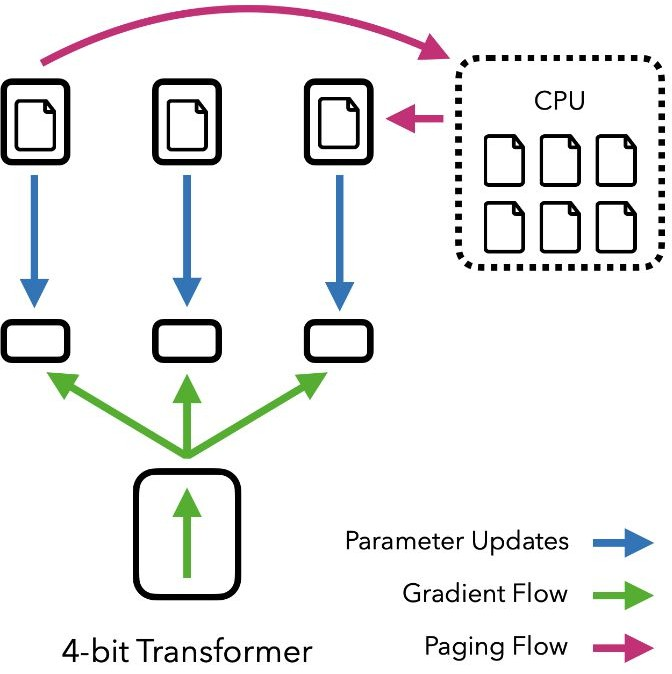 CPU
Parameter Updates
Gradient Flow
Paging Flow
4-bit Transformer